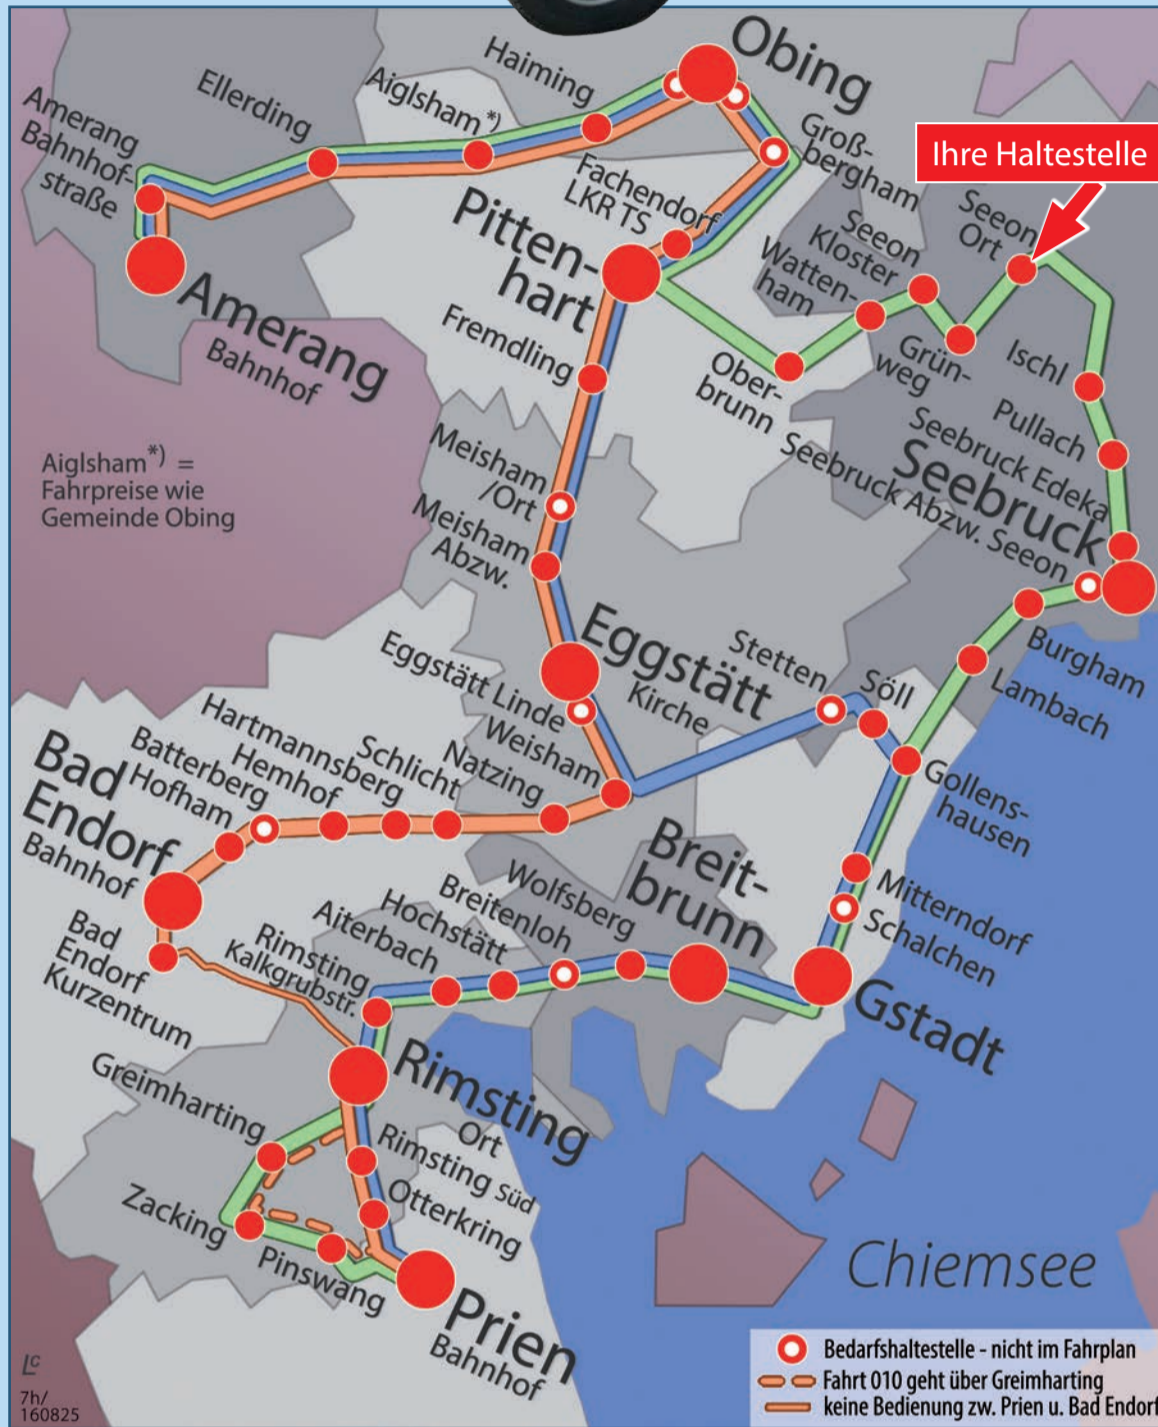 Obing
Haiming
Aiglsham*)
Ellerding
Amerang
Bahnhof-
straße
Groß-
bergham
Ihre Haltestelle
Fachendorf
LKR TS
Pitten-
hart
Seeon
Ort
Seeon
Kloster
Watten-
ham
Amerang
Bahnhof
Fremdling
Ober-
brunn
Grün-
weg
Ischl
Pullach
Seebruck Edeka
Seebruck
Seebruck Abzw. Seeon
Aiglsham*) =
Fahrpreise wie
Gemeinde Obing
Meisham
/Ort
Meisham
Abzw.
Eggstätt
Kirche
Eggstätt Linde
Weisham
Natzing
Schlicht
Hartmannsberg
Hemhof
Batterberg
Hofham
Stetten
Söll
Burgham
Lambach
Gollens-
hausen
Bad
Endorf
Bahnhof
Breit-
brunn
Wolfsberg
Breitenloh
Hochstätt
Aiterbach
Rimsting
Kalkgrubstr.
Mitterndorf
Schalchen
Gstadt
Bad
Endorf
Kurzentrum
Rimsting
Ort
Greimharting
Rimsting Süd
Otterkring
Zacking
Pinswang
Prien
Bahnhof
Chiemsee
Bedarfshaltestelle - nicht im Fahrplan
Fahrt 010 geht über Greimharting
keine Bedienung zw. Prien u. Bad Endorf
LC
7h/
160825